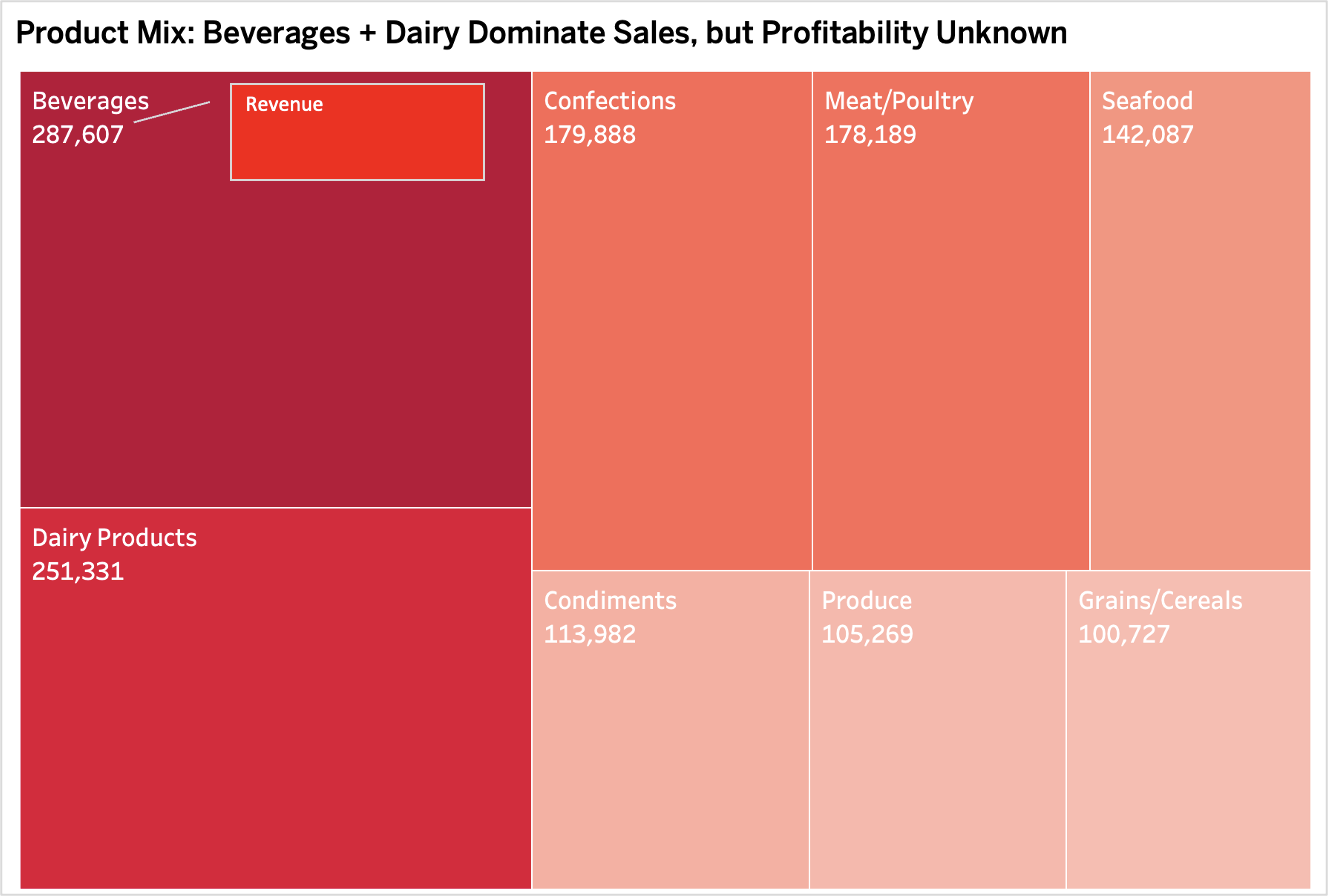 Product Mix: Beverages + Dairy Dominate Sales, but Profitability Unknown
Beverages
287,607
Revenue
Confections
179,888
Meat/Poultry
178,189
Seafood
142,087
Dairy Products
251,331
Condiments
113,982
Produce
105,269
Grains/Cereals
100,727